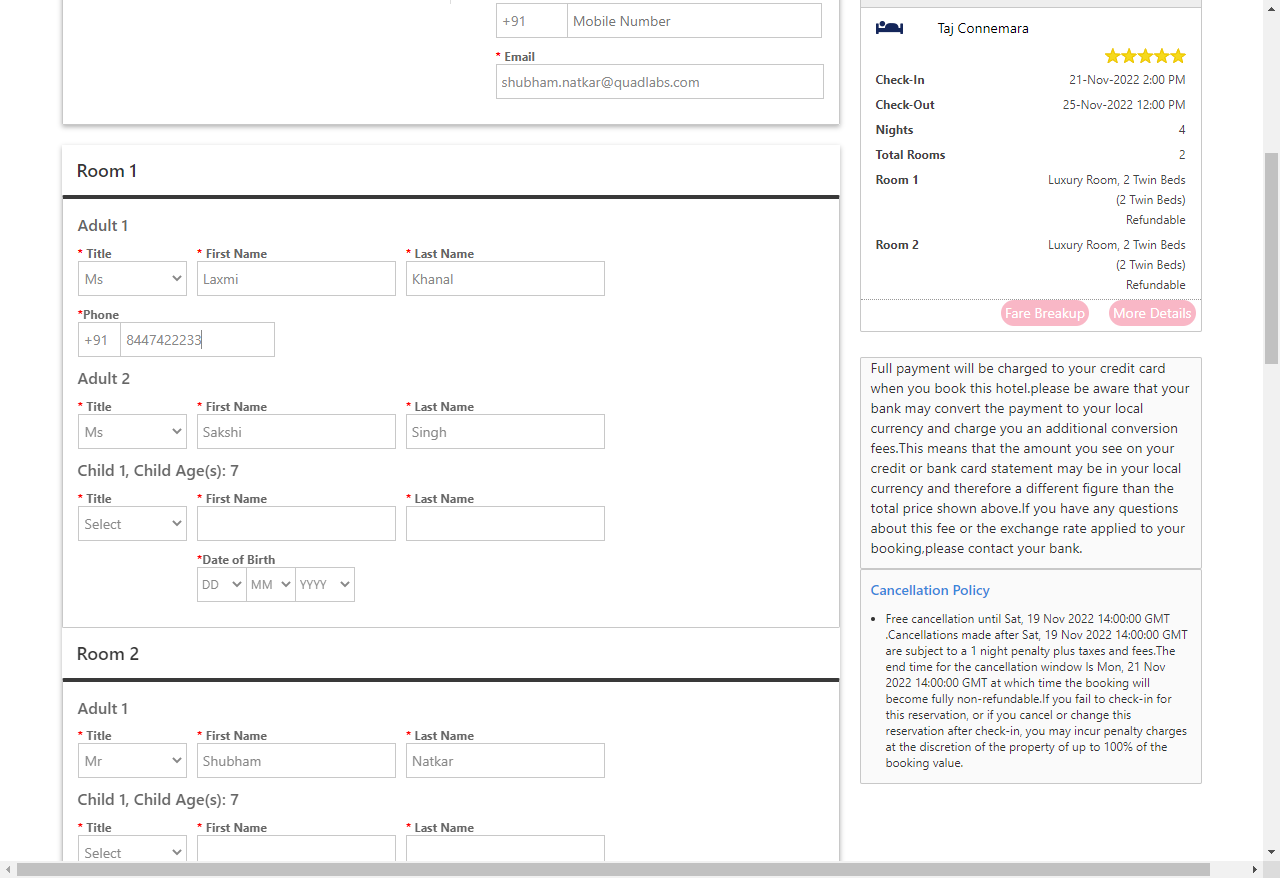 +91 Mobile Number
* Email
shubham.natkar@quadlabs.com
Room 1
Adult 1
* Title * First Name * Last Name
Ms Laxmi Khanal
*Phone
+91 8447422233
Adult 2
* Title * First Name * Last Name
Ms Sakshi Singh
Child 1, Child Age(s): 7
* Title * First Name * Last Name
Select
*Date of Birth
DD MM YYYY
Room 2
Adult 1
* Title * First Name * Last Name
Mr Shubham Natkar
Child 1, Child Age(s): 7
* Title * First Name * Last Name
Select
Taj Connemara
Check-In 21-Nov-2022 2:00 PM
Check-Out 25-Nov-2022 12:00 PM
Nights 4
Total Rooms 2
Room 1 Luxury Room, 2 Twin Beds
(2 Twin Beds)
Refundable
Room 2 Luxury Room, 2 Twin Beds
(2 Twin Beds)
Refundable
Fare Breakup More Details
Full payment will be charged to your credit card
when you book this hotel.please be aware that your
bank may convert the payment to your local
currency and charge you an additional conversion
fees.This means that the amount you see on your
credit or bank card statement may be in your local
currency and therefore a different figure than the
total price shown above.If you have any questions
about this fee or the exchange rate applied to your
booking,please contact your bank.
Cancellation Policy
• Free cancellation until Sat, 19 Nov 2022 14:00:00 GMT
.Cancellations made after Sat, 19 Nov 2022 14:00:00 GMT
are subject to a 1 night penalty plus taxes and fees.The
end time for the cancellation window Is Mon, 21 Nov
2022 14:00:00 GMT at which time the booking will
become fully non-refundable.If you fail to check-in for
this reservation, or if you cancel or change this
reservation after check-in, you may incur penalty charges
at the discretion of the property of up to 100% of the
booking value.